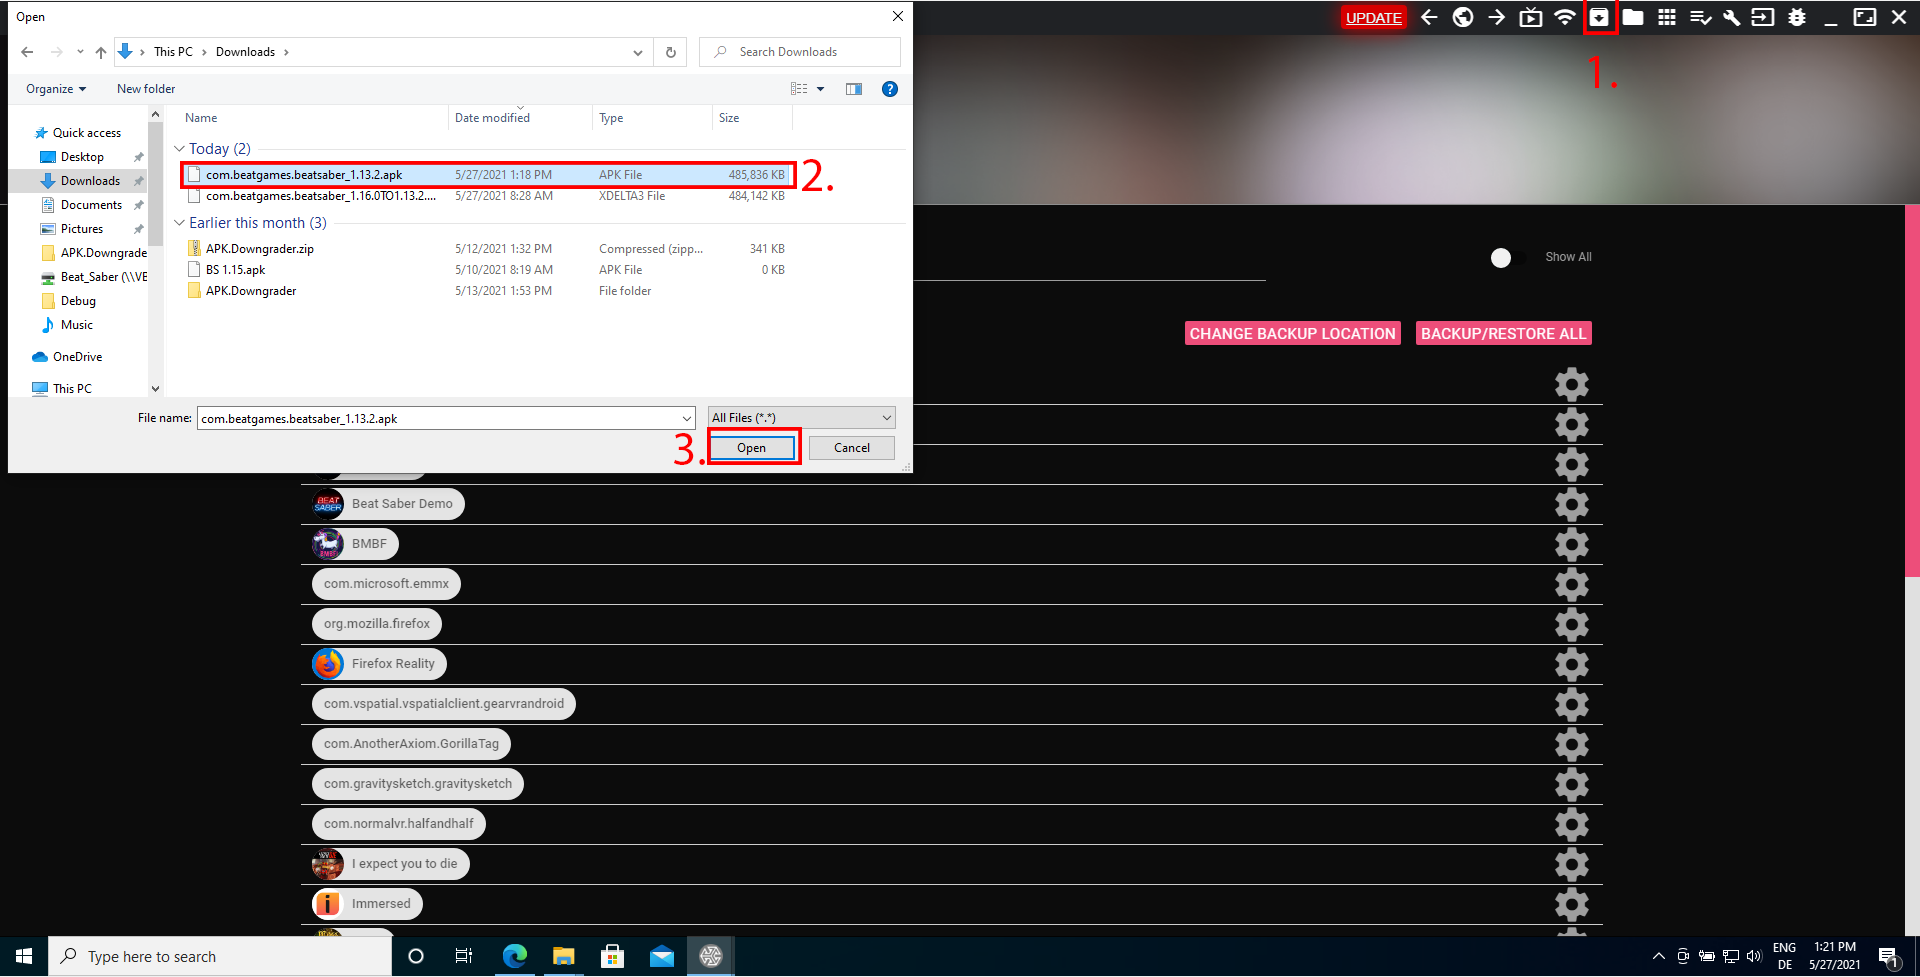 Open
UPDATE
1.
This PC > Downloads >
Search Downloads
Organize
New folder
Name Date modified Type Size
Quick access
Desktop
Downloads
Documents
Pictures
APK.Downgrade
Beat_Saber (\\VE
Debug
Music
OneDrive
This PC
Today (2)
com.beatgames.beatsaber_1.13.2.apk 5/27/2021 1:18 PM APK File 485,836 KB
2.
com.beatgames.beatsaber_1.16.0TO1.13.2.... 5/27/2021 8:28 AM XDELTA3 File 484,142 KB
Earlier this month (3)
APK.Downgrader.zip 5/12/2021 1:32 PM Compressed (zipp... 341 KB
BS 1.15.apk 5/10/2021 8:19 AM APK File 0 KB
APK.Downgrader 5/13/2021 1:53 PM File folder
File name: com.beatgames.beatsaber_1.13.2.apk All Files (*.*)
3.
Open Cancel
Show All
CHANGE BACKUP LOCATION BACKUP/RESTORE ALL
BEAT
SABER
Beat Saber Demo
BMBF
BMBF
com.microsoft.emmx
org.mozilla.firefox
Firefox Reality
com.vspatial.vspatialclient.gearvrandroid
com.AnotherAxiom.GorillaTag
com.gravitysketch.gravitysketch
com.normalvr.halfandhalf
I expect you to die
Immersed
Type here to search
ENG
DE
1:21 PM
5/27/2021
1